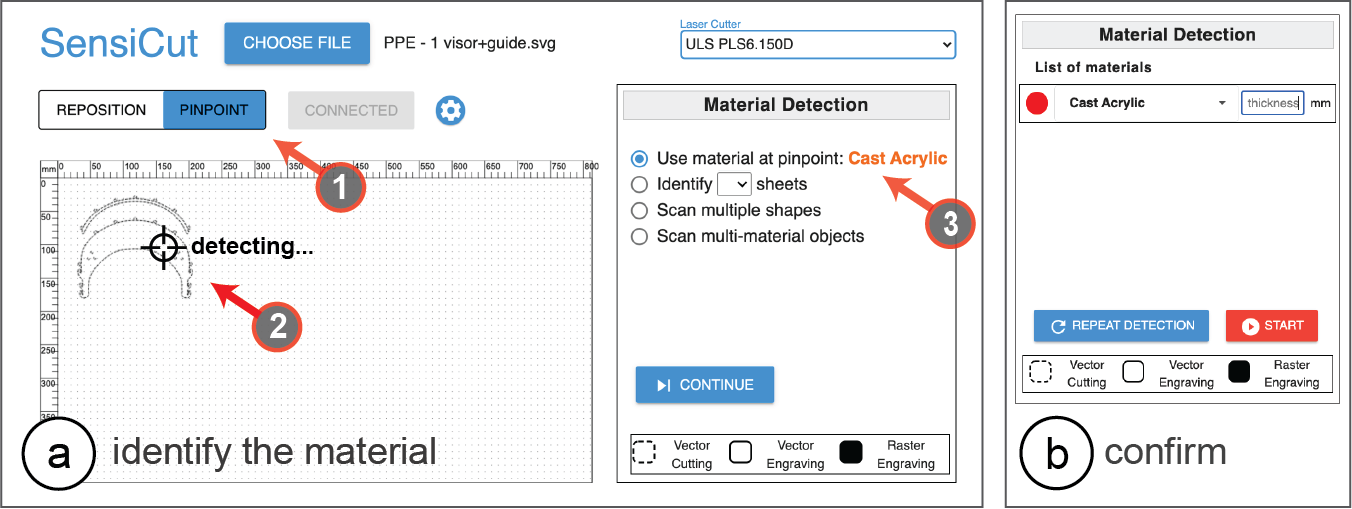 SensiCut
CHOOSE FILE
PPE - 1 visor+guide.svg
Laser Cutter
ULS PLS6.150D
REPOSITION
PINPOINT
CONNECTED
1
mm 0 50 100 150 200 250 300 350 400 450 500 550 600 650 700 750 800
0
50
100
150
200
250
300
350
detecting...
2
Material Detection
Use material at pinpoint: Cast Acrylic
Identify sheets
Scan multiple shapes
Scan multi-material objects
3
CONTINUE
Vector Cutting
Vector Engraving
Raster Engraving
a identify the material
Material Detection
List of materials
Cast Acrylic
thickness mm
REPEAT DETECTION
START
Vector Cutting
Vector Engraving
Raster Engraving
b confirm